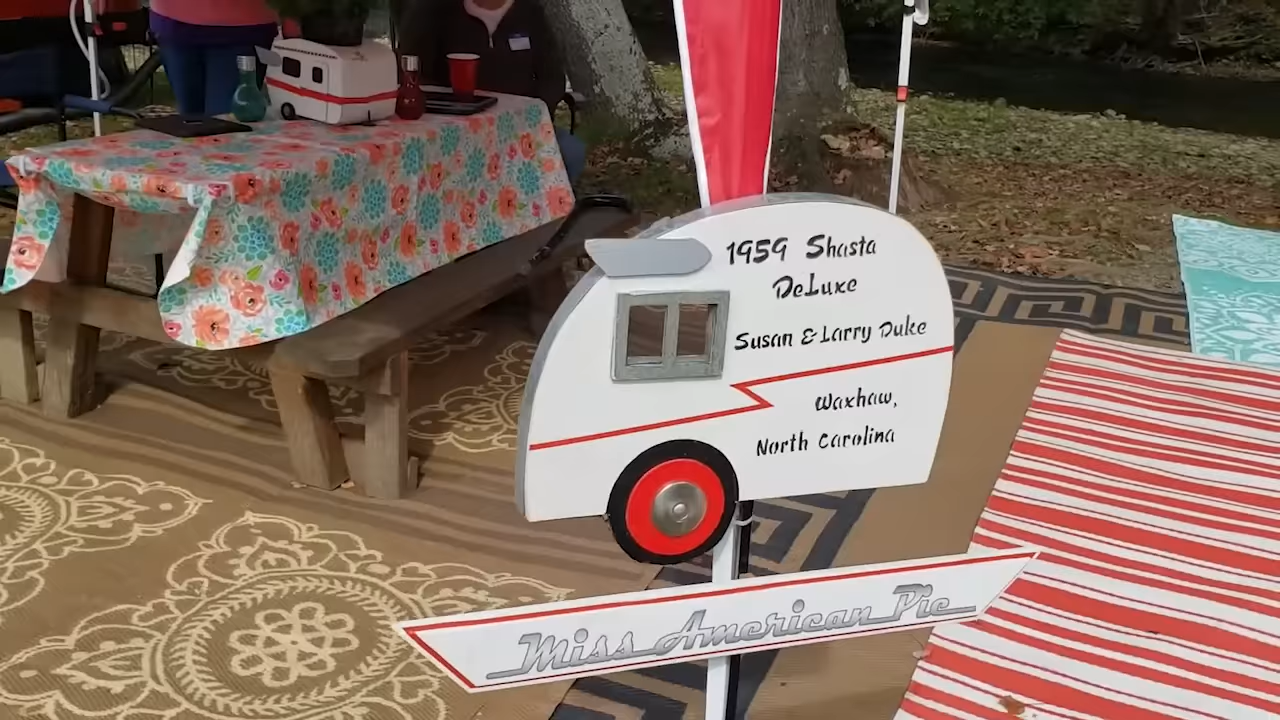 1959 Shasta
DeLuxe
Susan & Larry Duke
Waxhaw,
North Carolina
Miss American Pie